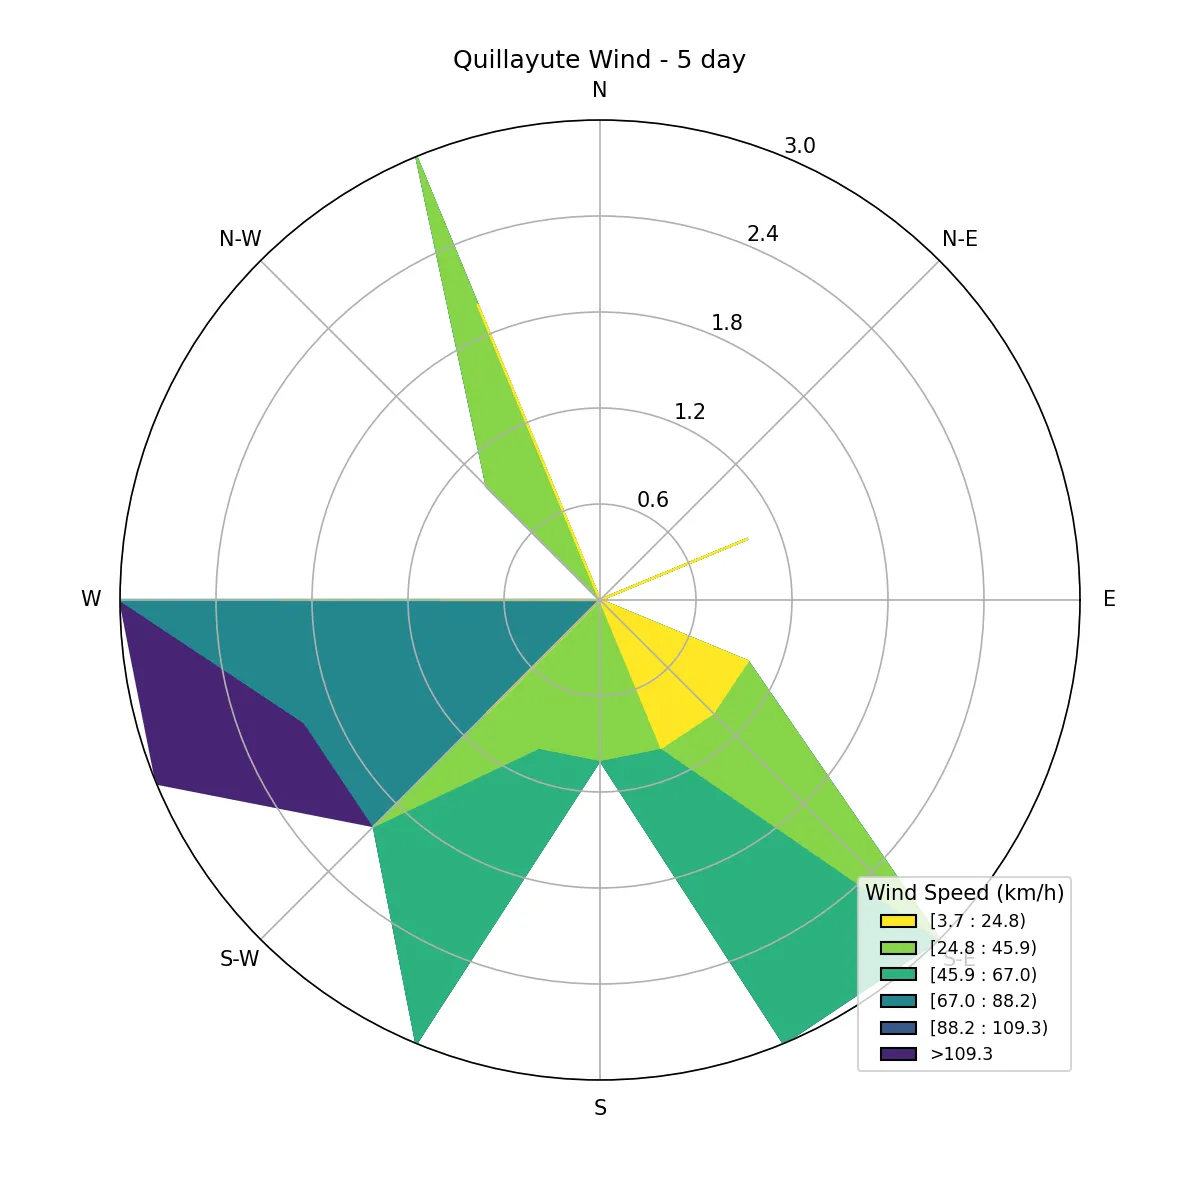 Quillayute Wind - 5 day
N
3.0
N-W
2.4
N-E
1.8
1.2
0.6
W
E
Wind Speed (km/h)
[3.7 : 24.8)
[24.8 : 45.9)
S-W
S-E
[45.9 : 67.0)
[67.0 : 88.2)
[88.2 : 109.3)
>109.3
S